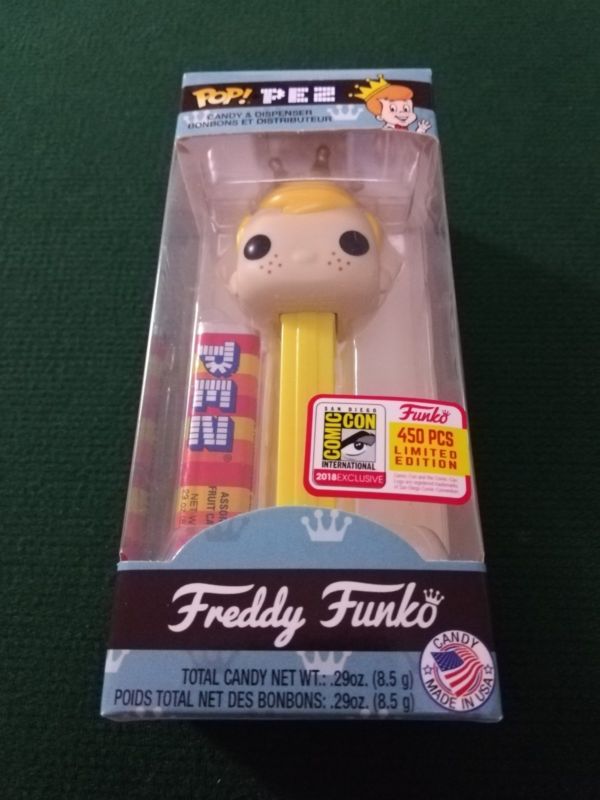 POP! PEZ
CANDY & DISPENSER
BONBONS ET DISTRIBUTEUR
PEZ®
SAN DIEGO
COMIC CON
INTERNATIONAL
2018 EXCLUSIVE
Funko
450 PCS
LIMITED
EDITION
Freddy Funko
TOTAL CANDY NET WT.: .29oz. (8.5 g)
POIDS TOTAL NET DES BONBONS: .29oz. (8.5 g)
CANDY
MADE IN USA